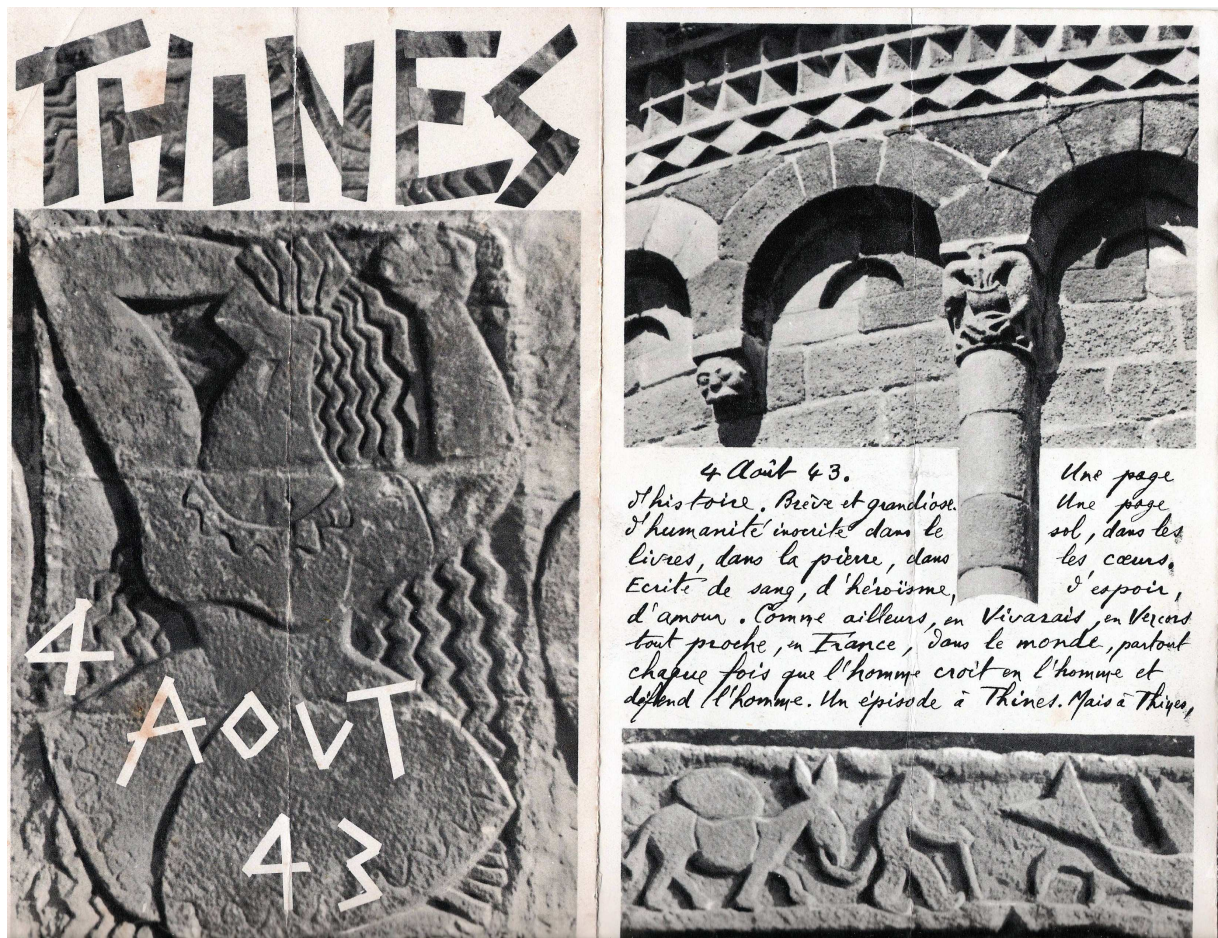 THINES
4
AOUT
43
4 Août 43. Une page
d'histoire. Brève et grandiose. Une page
d'humanité inscrite dans le sol, dans les
livres, dans la pierre, dans les cœurs.
Ecrite de sang, d'héroïsme, d'espoir,
d'amour. Comme ailleurs, en Vivarais, en Vercors
tout proche, en France, dans le monde, partout
chaque fois que l'homme croit en l'homme et
défend l'homme. Un épisode à Thines. Mais à Thines,